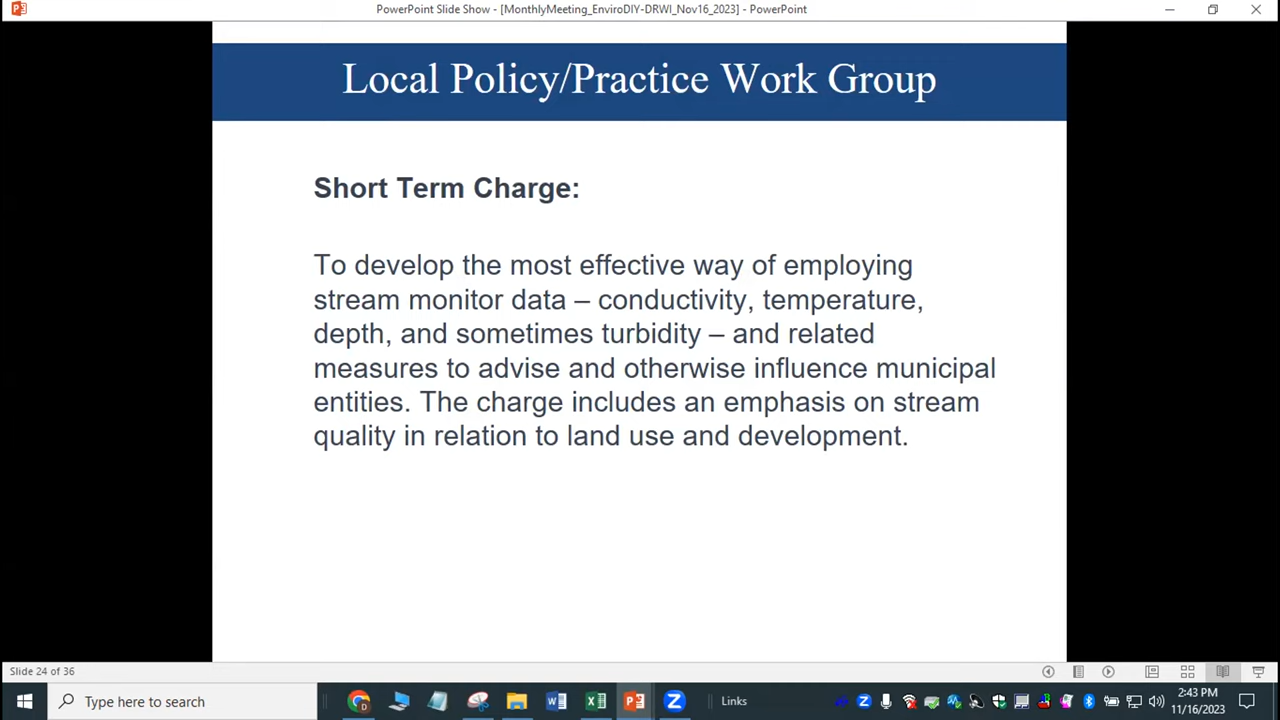 PowerPoint Slide Show - [MonthlyMeeting_EnviroDIY-DRWI_Nov16_2023] - PowerPoint
Local Policy/Practice Work Group
Short Term Charge:
To develop the most effective way of employing
stream monitor data – conductivity, temperature,
depth, and sometimes turbidity – and related
measures to advise and otherwise influence municipal
entities. The charge includes an emphasis on stream
quality in relation to land use and development.
Slide 24 of 36
Type here to search
Links
2:43 PM
11/16/2023